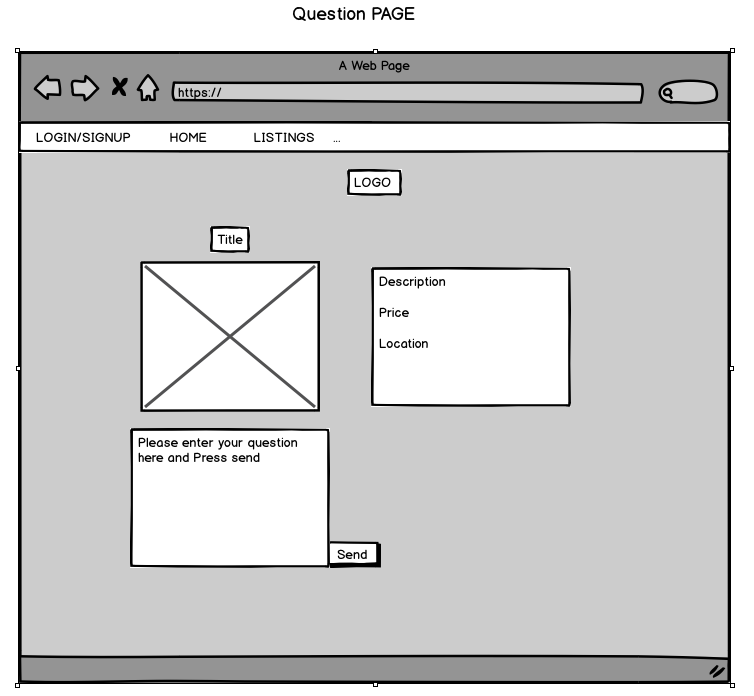 Question PAGE
A Web Page
https://
LOGIN/SIGNUP HOME LISTINGS ...
LOGO
Title
Description
Price
Location
Please enter your question
here and Press send
Send